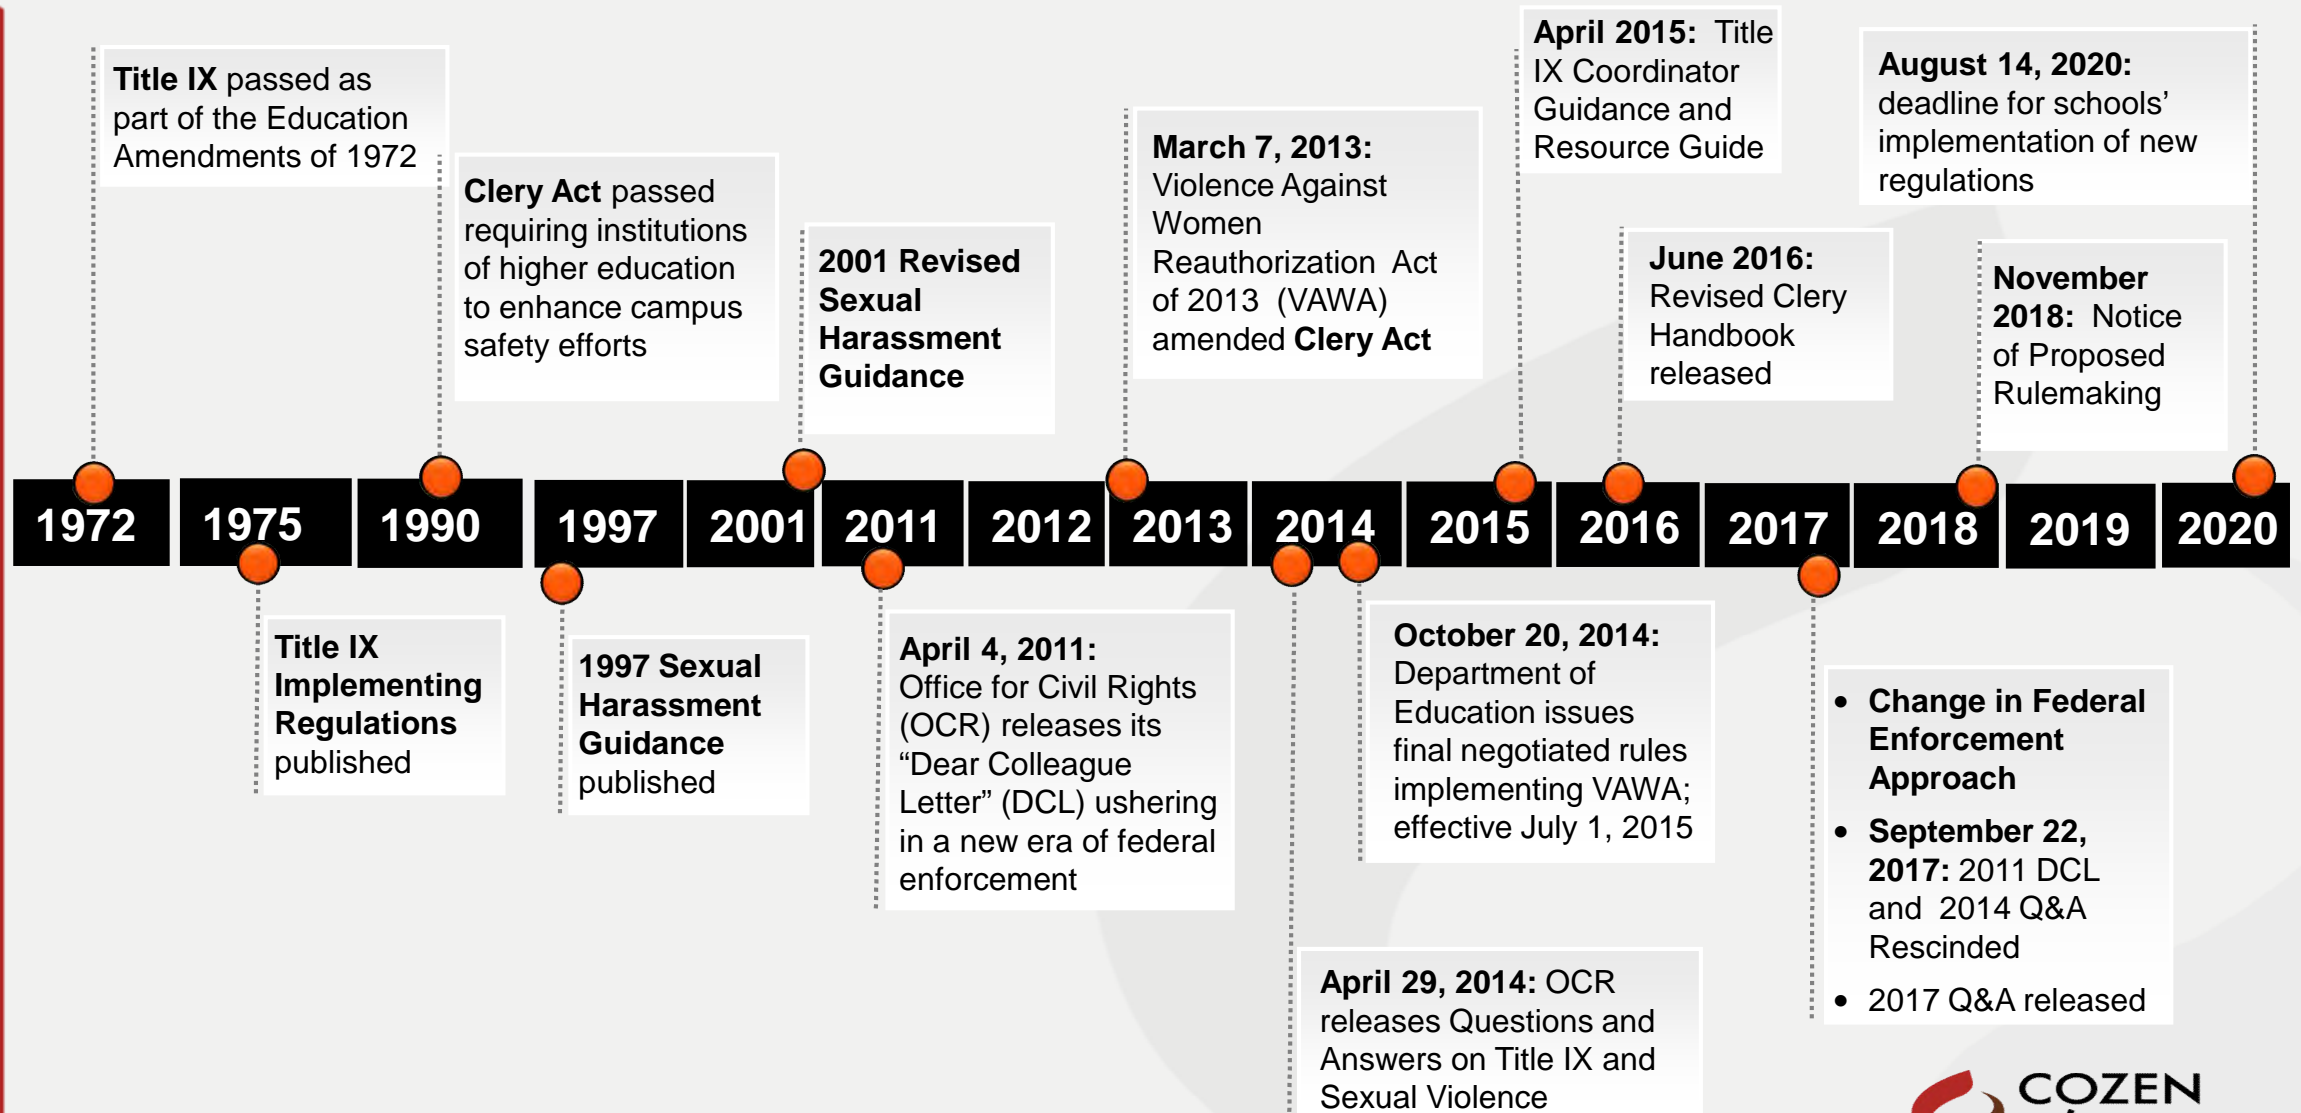 Title IX passed as
part of the Education
Amendments of 1972
Clery Act passed
requiring institutions
of higher education
to enhance campus
safety efforts
2001 Revised
Sexual
Harassment
Guidance
March 7, 2013:
Violence Against
Women
Reauthorization Act
of 2013 (VAWA)
amended Clery Act
April 2015: Title
IX Coordinator
Guidance and
Resource Guide
June 2016:
Revised Clery
Handbook
released
August 14, 2020:
deadline for schools’
implementation of new
regulations
November
2018: Notice
of Proposed
Rulemaking
1972 1975 1990 1997 2001 2011 2012 2013 2014 2015 2016 2017 2018 2019 2020
Title IX
Implementing
Regulations
published
1997 Sexual
Harassment
Guidance
published
April 4, 2011:
Office for Civil Rights
(OCR) releases its
“Dear Colleague
Letter” (DCL) ushering
in a new era of federal
enforcement
April 29, 2014: OCR
releases Questions and
Answers on Title IX and
Sexual Violence
October 20, 2014:
Department of
Education issues
final negotiated rules
implementing VAWA;
effective July 1, 2015
• Change in Federal
Enforcement
Approach
• September 22,
2017: 2011 DCL
and 2014 Q&A
Rescinded
• 2017 Q&A released
COZEN